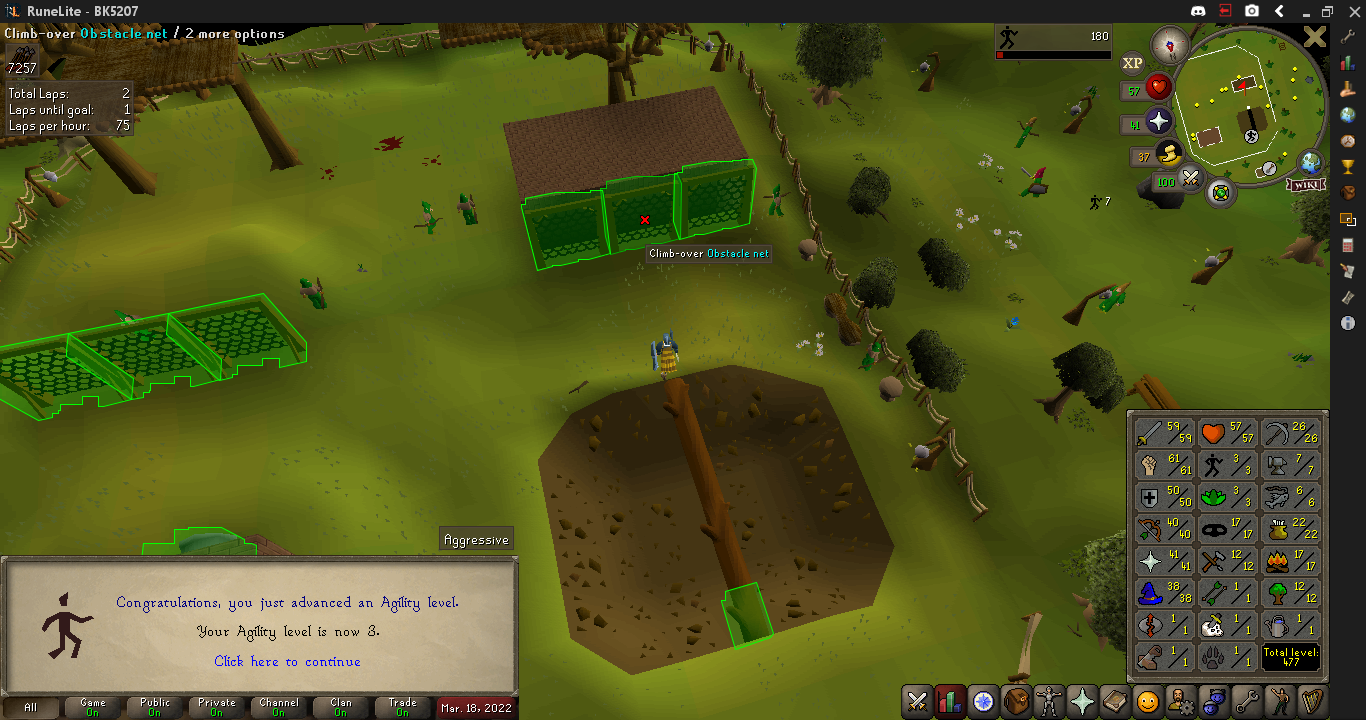 RuneLite - BK5207
Climb-over Obstacle net / 2 more options
7257
Total Laps: 2
Laps until goal: 1
Laps per hour: 75
180
XP
57
41
37
100
WIKI
7
Climb-over Obstacle net
Aggressive
Congratulations, you just advanced an Agility level.
Your Agility level is now 3.
Click here to continue
59 59 57 57 26 26
61 61 3 3 7 7
50 50 3 3 6 6
40 40 17 17 22 22
41 41 12 12 17 17
38 38 1 1 12 12
1 1 1 1 1 1
1 1 1 1 Total level: 477
All Game On Public On Private On Channel On Clan On Trade On Mar. 18, 2022